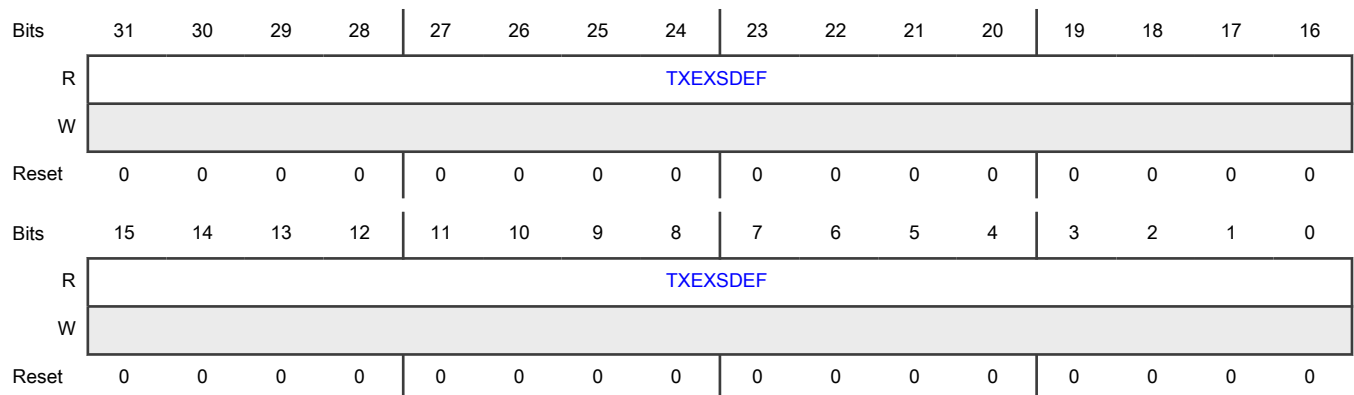 Bits 31 30 29 28 27 26 25 24 23 22 21 20 19 18 17 16
R TXEXSDEF
W
Reset 0 0 0 0 0 0 0 0 0 0 0 0 0 0 0 0
Bits 15 14 13 12 11 10 9 8 7 6 5 4 3 2 1 0
R TXEXSDEF
W
Reset 0 0 0 0 0 0 0 0 0 0 0 0 0 0 0 0